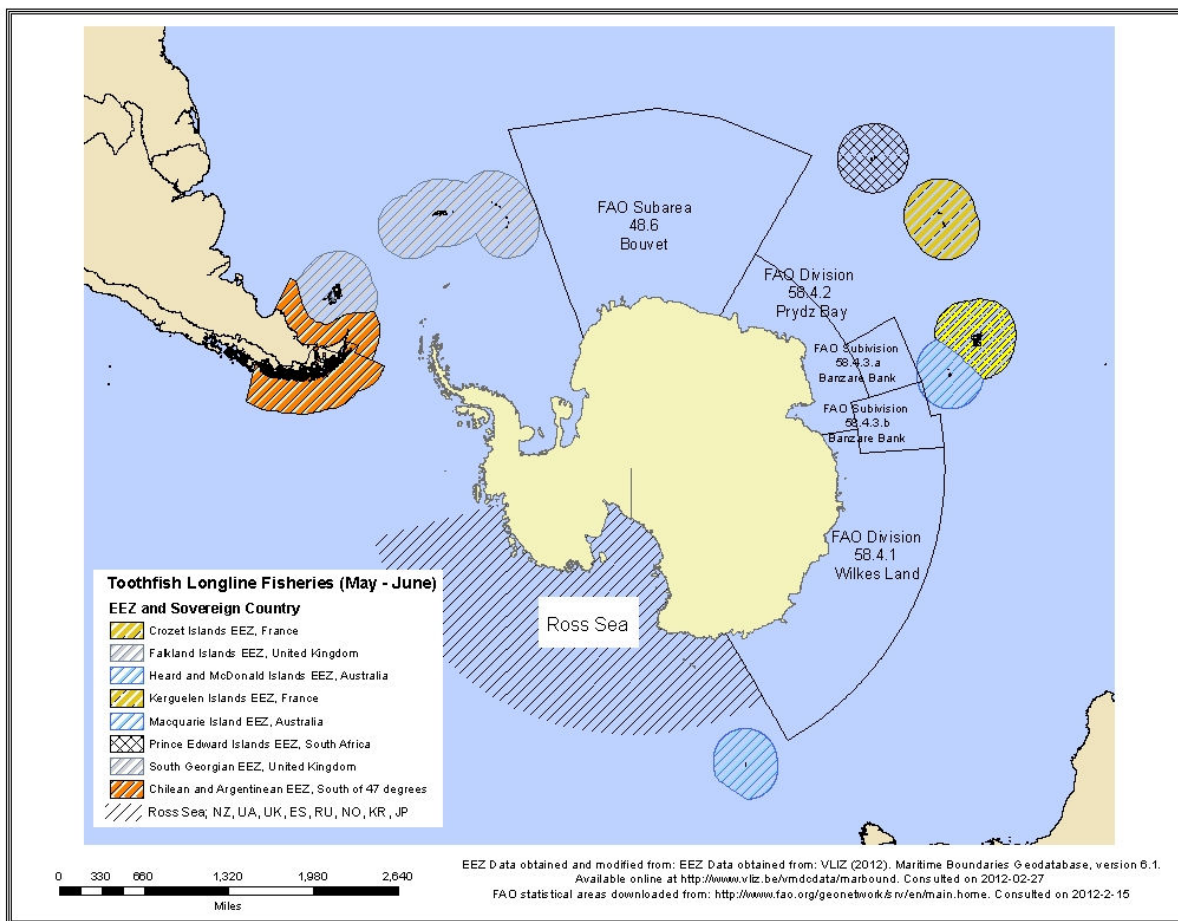 FAO Subarea
48.6
Bouvet
FAO Division
58.4.2
Prydz Bay
FAO Subivision
58.4.3.a
Banzare Bank
FAO Subivision
58.4.3.b
Banzare Bank
FAO Division
58.4.1
Wilkes Land
Ross Sea
Toothfish Longline Fisheries (May - June)
EEZ and Sovereign Country
Crozet Islands EEZ, France
Falkland Islands EEZ, United Kingdom
Heard and McDonald Islands EEZ, Australia
Kerguelen Islands EEZ, France
Macquarie Island EEZ, Australia
Prince Edward Islands EEZ, South Africa
South Georgian EEZ, United Kingdom
Chilean and Argentinean EEZ, South of 47 degrees
Ross Sea; NZ, UA, UK, ES, RU, NO, KR, JP
0 330 660 1,320 1,980 2,640
Miles
EEZ Data obtained and modified from: EEZ Data obtained from: VLIZ (2012). Maritime Boundaries Geodatabase, version 6.1.
Available online at http://www.vliz.be/vmdcdata/marbound. Consulted on 2012-02-27
FAO statistical areas downloaded from: http://www.fao.org/geonetwork/srv/en/main.home. Consulted on 2012-2-15